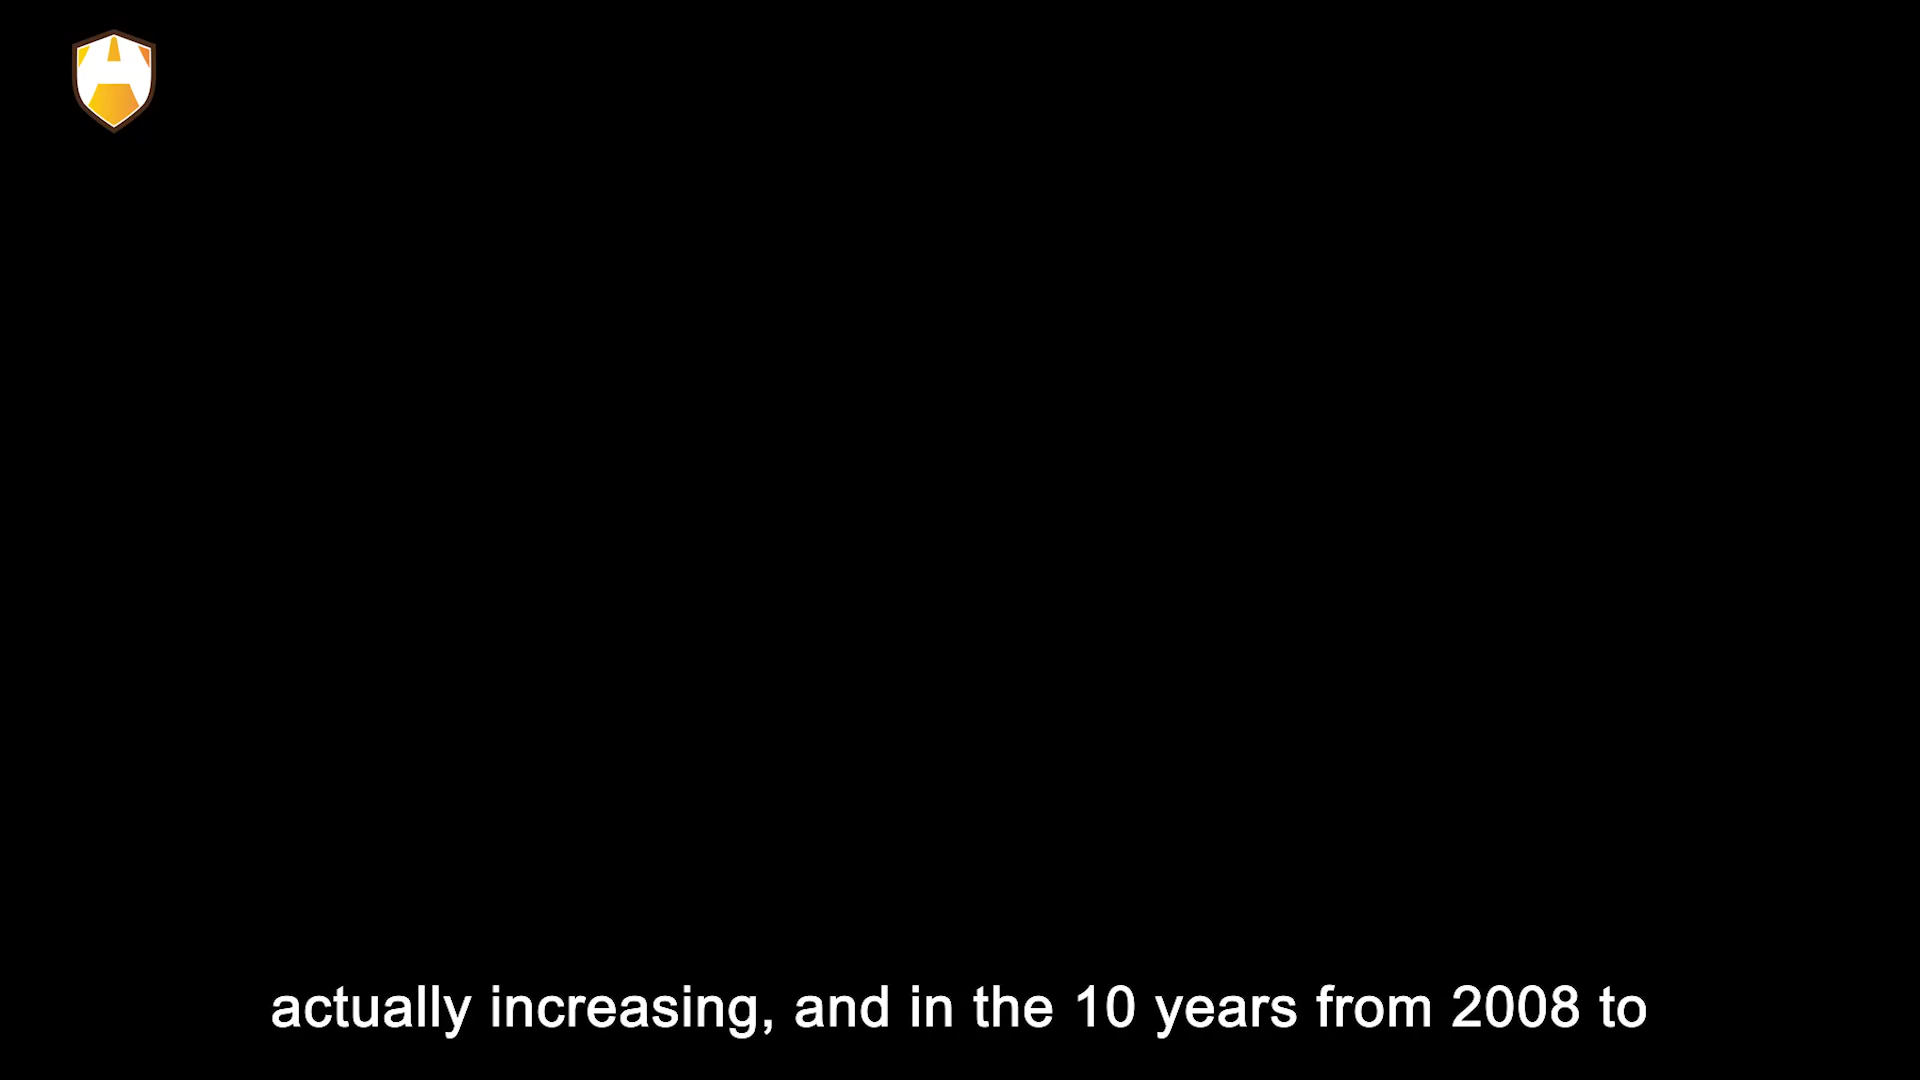 actually increasing, and in the 10 years from 2008 to